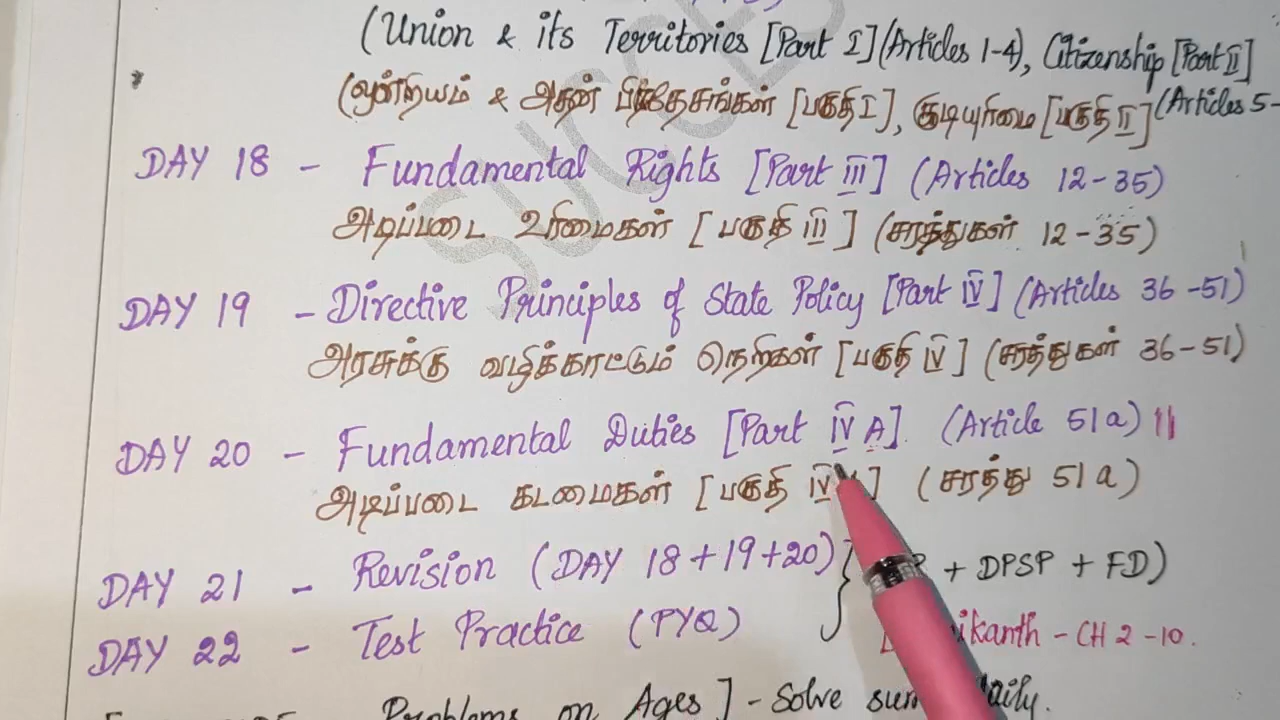 (Union & its Territories [Part I] (Articles 1-4), Citizenship [Part II]
(ஒன்றியம் & அதன் பிரதேசங்கள் [பகுதி I], குடியுரிமை [பகுதி II] (Articles 5-
DAY 18 - Fundamental Rights [Part III] (Articles 12-35)
அடிப்படை உரிமைகள் [பகுதி III] (சரத்துகள் 12-35)
DAY 19 - Directive Principles of State Policy [Part IV] (Articles 36-51)
அரசுக்கு வழிக்காட்டும் நெறிகள் [பகுதி IV] (சரத்துகள் 36-51)
DAY 20 - Fundamental Duties [Part IV A]. (Article 51a) 11
அடிப்படை கடமைகள் [பகுதி IV ] (சரத்து 51a)
DAY 21 - Revision (DAY 18+19+20) + DPSP + FD)
DAY 22 - Test Practice (PYQ) - CH 2-10.
Problems on Ages] - Solve daily.
SUCCES